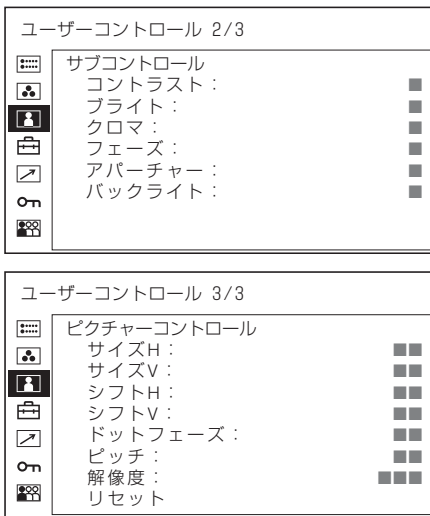 ユーザーコントロール 2/3
サブコントロール
コントラスト：■
ブライト：■
クロマ：■
フェーズ：■
アパーチャー：■
バックライト：■
ユーザーコントロール 3/3
ピクチャーコントロール
サイズH：■■
サイズV：■■
シフトH：■■
シフトV：■■
ドットフェーズ：■■
ピッチ：■■
解像度：■■■
リセット